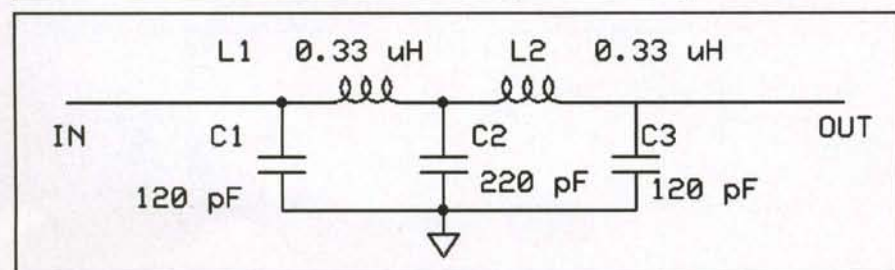 L1 0.33 uH L2 0.33 uH
IN C1 C2 C3 OUT
120 pF 220 pF 120 pF